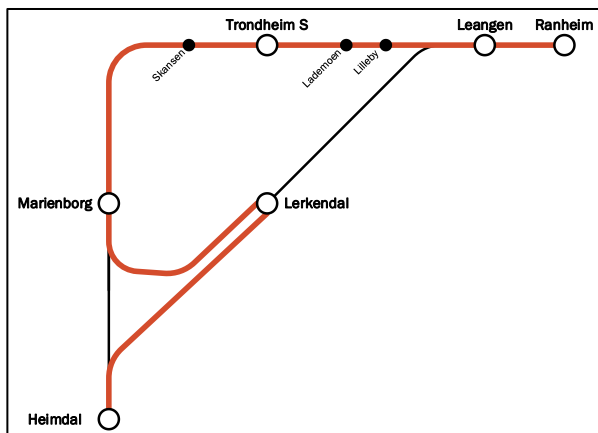 Trondheim S
Leangen
Ranheim
Skansen
Lademoen
Lilleby
Marienborg
Lerkendal
Heimdal